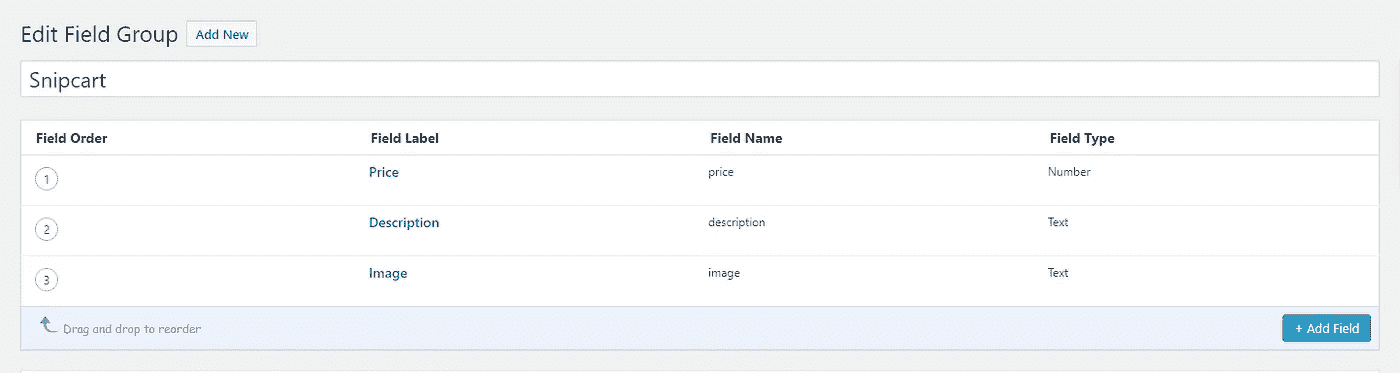 Edit Field Group Add New
Snipcart
Field Order Field Label Field Name Field Type
1 Price price Number
2 Description description Text
3 Image image Text
Drag and drop to reorder + Add Field